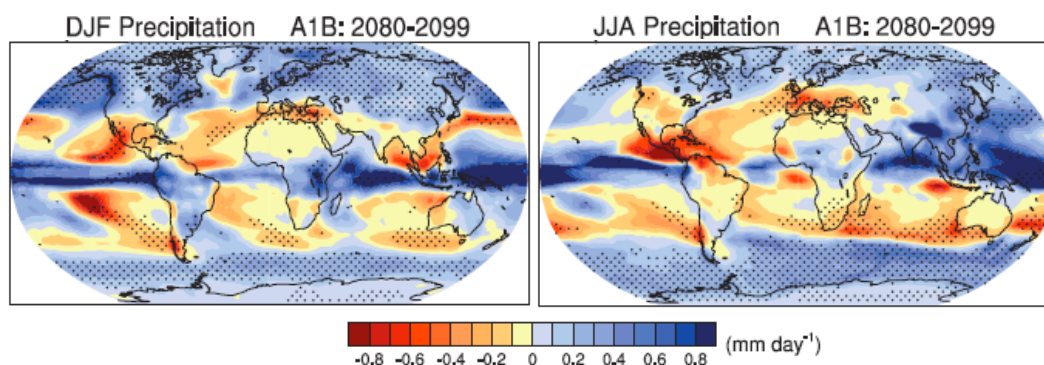 DJF Precipitation A1B: 2080-2099
JJA Precipitation A1B: 2080-2099
-0.8 -0.6 -0.4 -0.2 0 0.2 0.4 0.6 0.8 (mm day⁻¹)